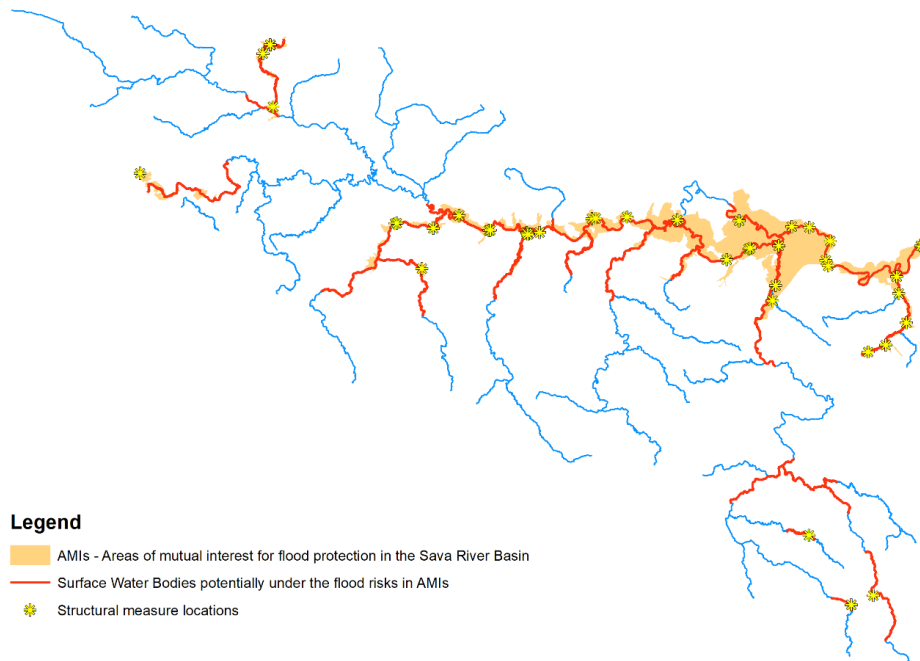 Legend
AMIs - Areas of mutual interest for flood protection in the Sava River Basin
Surface Water Bodies potentially under the flood risks in AMIs
Structural measure locations